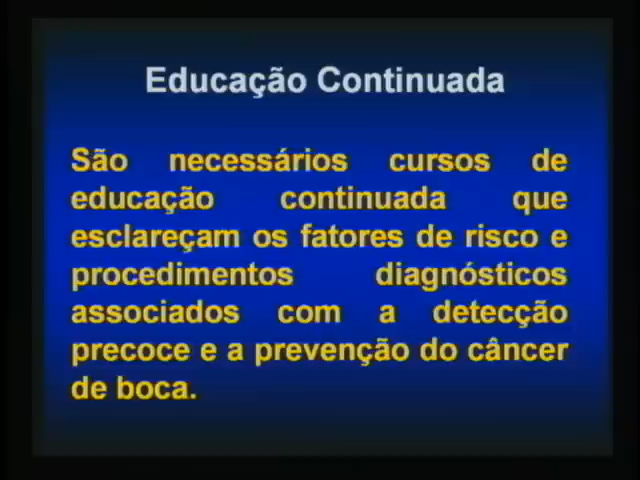 Educação Continuada
São necessários cursos de
educação continuada que
esclareçam os fatores de risco e
procedimentos diagnósticos
associados com a detecção
precoce e a prevenção do câncer
de boca.